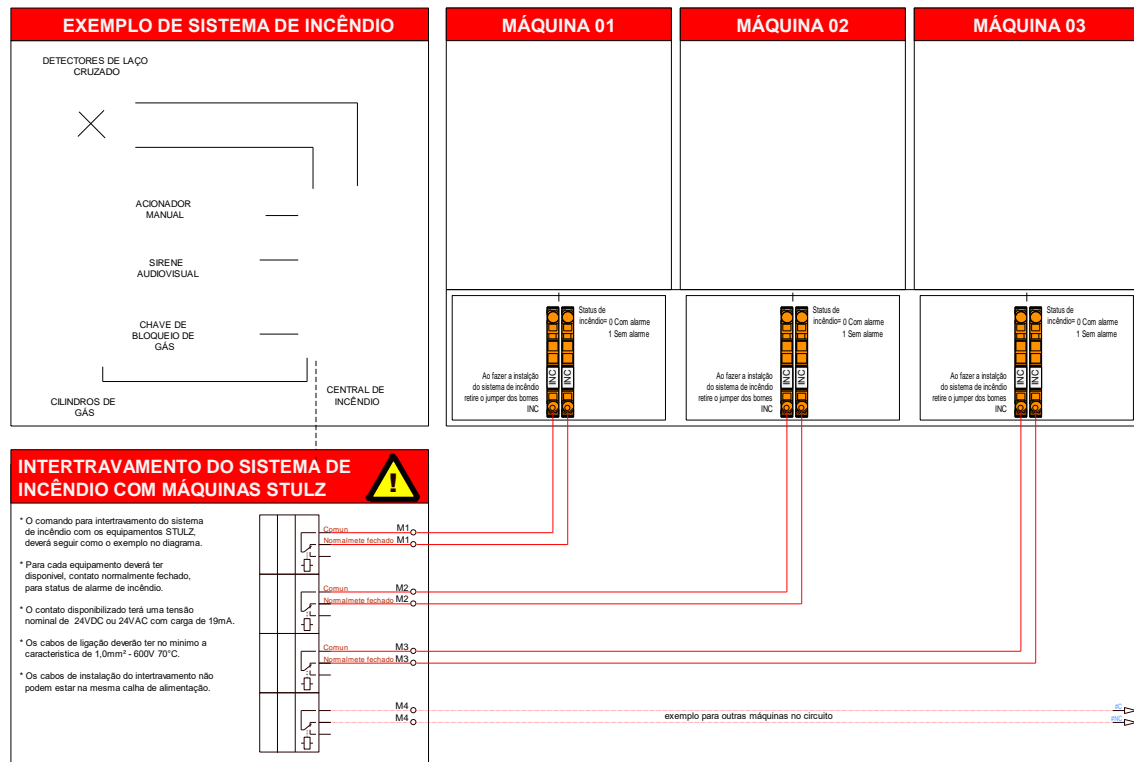 EXEMPLO DE SISTEMA DE INCÊNDIO
DETECTORES DE LAÇO
CRUZADO
ACIONADOR
MANUAL
SIRENE
AUDIOVISUAL
CHAVE DE
BLOQUEIO DE
GÁS
CILINDROS DE
GÁS
CENTRAL DE
INCÊNDIO
MÁQUINA 01
MÁQUINA 02
MÁQUINA 03
Status de
incêndio= 0 Com alarme
1 Sem alarme
Ao fazer a instalção
do sistema de incêndio
retire o jumper dos bornes
INC
INC
INC
Status de
incêndio= 0 Com alarme
1 Sem alarme
Ao fazer a instalção
do sistema de incêndio
retire o jumper dos bornes
INC
INC
INC
Status de
incêndio= 0 Com alarme
1 Sem alarme
Ao fazer a instalção
do sistema de incêndio
retire o jumper dos bornes
INC
INC
INC
INTERTRAVAMENTO DO SISTEMA DE
INCÊNDIO COM MÁQUINAS STULZ
!
* O comando para intertravamento do sistema
de incêndio com os equipamentos STULZ,
deverá seguir como o exemplo no diagrama.
* Para cada equipamento deverá ter
disponivel, contato normalmente fechado,
para status de alarme de incêndio.
* O contato disponibilizado terá uma tensão
nominal de 24VDC ou 24VAC com carga de 19mA.
* Os cabos de ligação deverão ter no minimo a
caracteristica de 1,0mm² - 600V 70°C.
* Os cabos de instalação do intertravamento não
podem estar na mesma calha de alimentação.
Comun M1
Normalmete fechado M1
Comun M2
Normalmete fechado M2
Comun M3
Normalmete fechado M3
M4
M4
exemplo para outras máquinas no circuito
#C
#NC